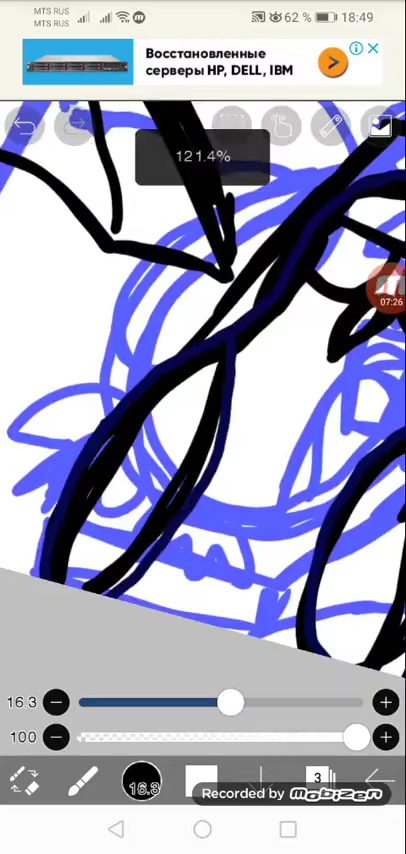 MTS RUS
MTS RUS
62 % 18:49
Восстановленные
серверы HP, DELL, IBM
121.4%
07:26
16.3
100
16.3
3
Recorded by mobizen